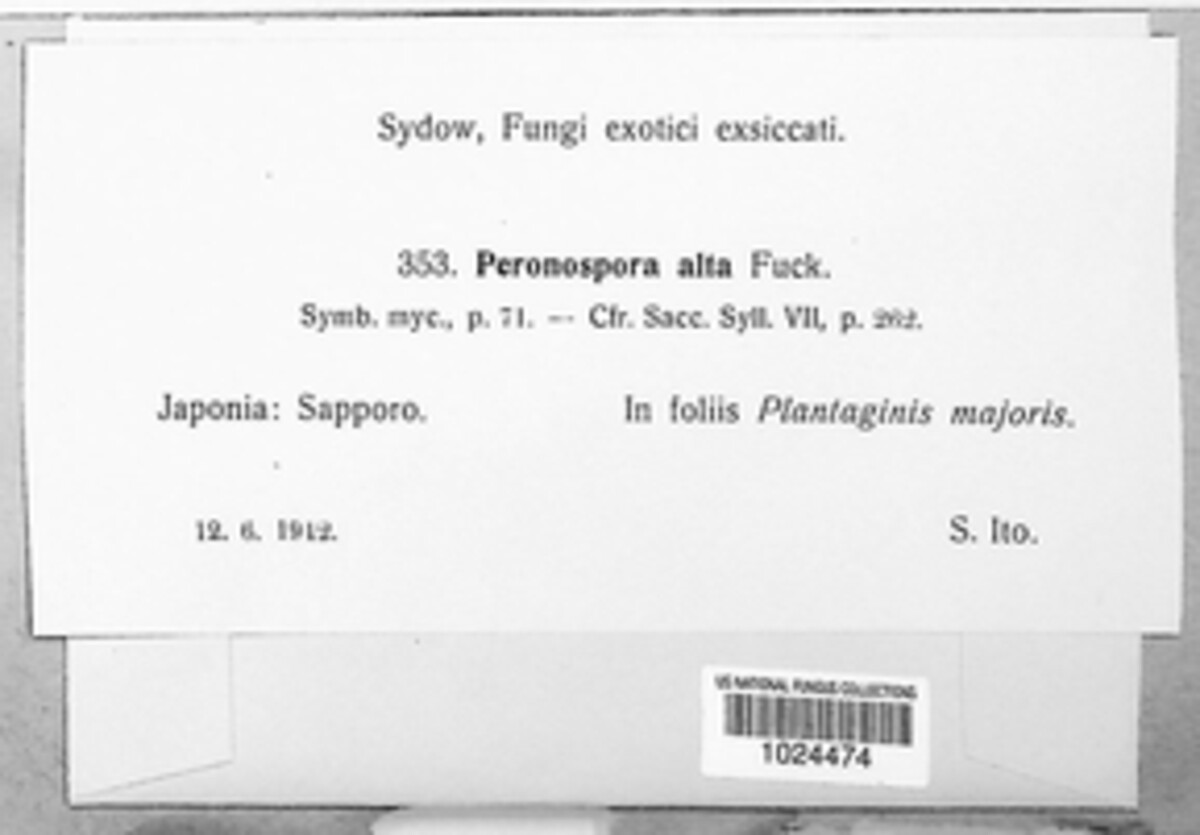 Sydow, Fungi exotici exsiccati.
353. Peronospora alta Fuck.
Symb. myc., p. 71. — Cfr. Sacc. Syll. VII, p. 262.
Japonia: Sapporo. In foliis Plantaginis majoris.
12. 6. 1912. S. Ito.
US NATIONAL FUNGUS COLLECTIONS
1024474